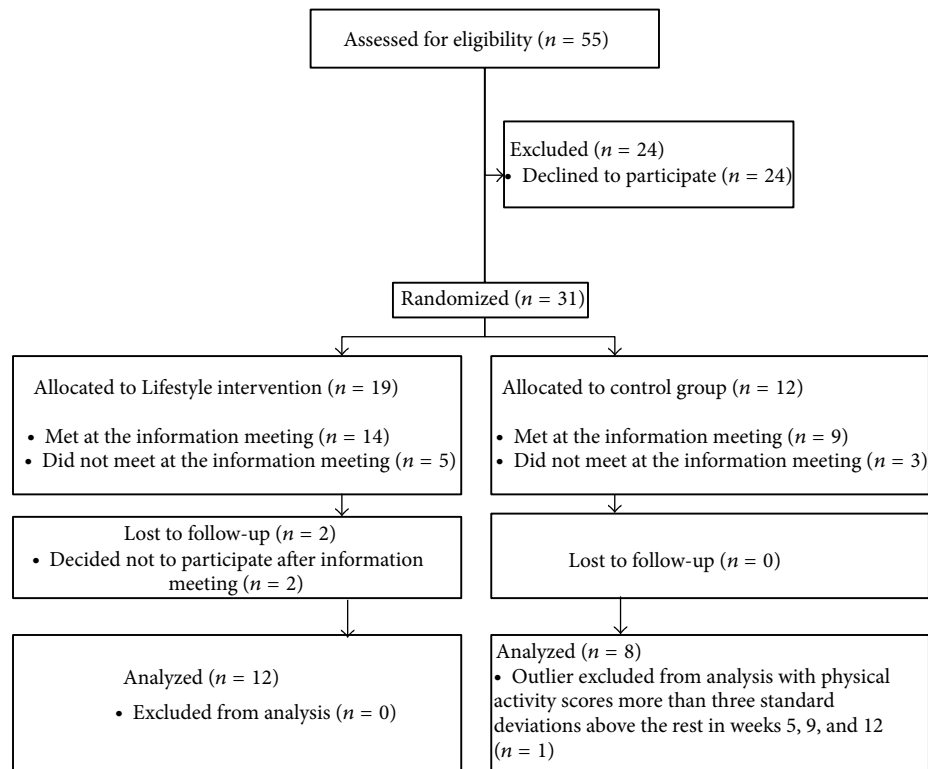 Assessed for eligibility (n = 55)
Excluded (n = 24)
• Declined to participate (n = 24)
Randomized (n = 31)
Allocated to Lifestyle intervention (n = 19)
• Met at the information meeting (n = 14)
• Did not meet at the information meeting (n = 5)
Allocated to control group (n = 12)
• Met at the information meeting (n = 9)
• Did not meet at the information meeting (n = 3)
Lost to follow-up (n = 2)
• Decided not to participate after information
meeting (n = 2)
Lost to follow-up (n = 0)
Analyzed (n = 12)
• Excluded from analysis (n = 0)
Analyzed (n = 8)
• Outlier excluded from analysis with physical
activity scores more than three standard
deviations above the rest in weeks 5, 9, and 12
(n = 1)